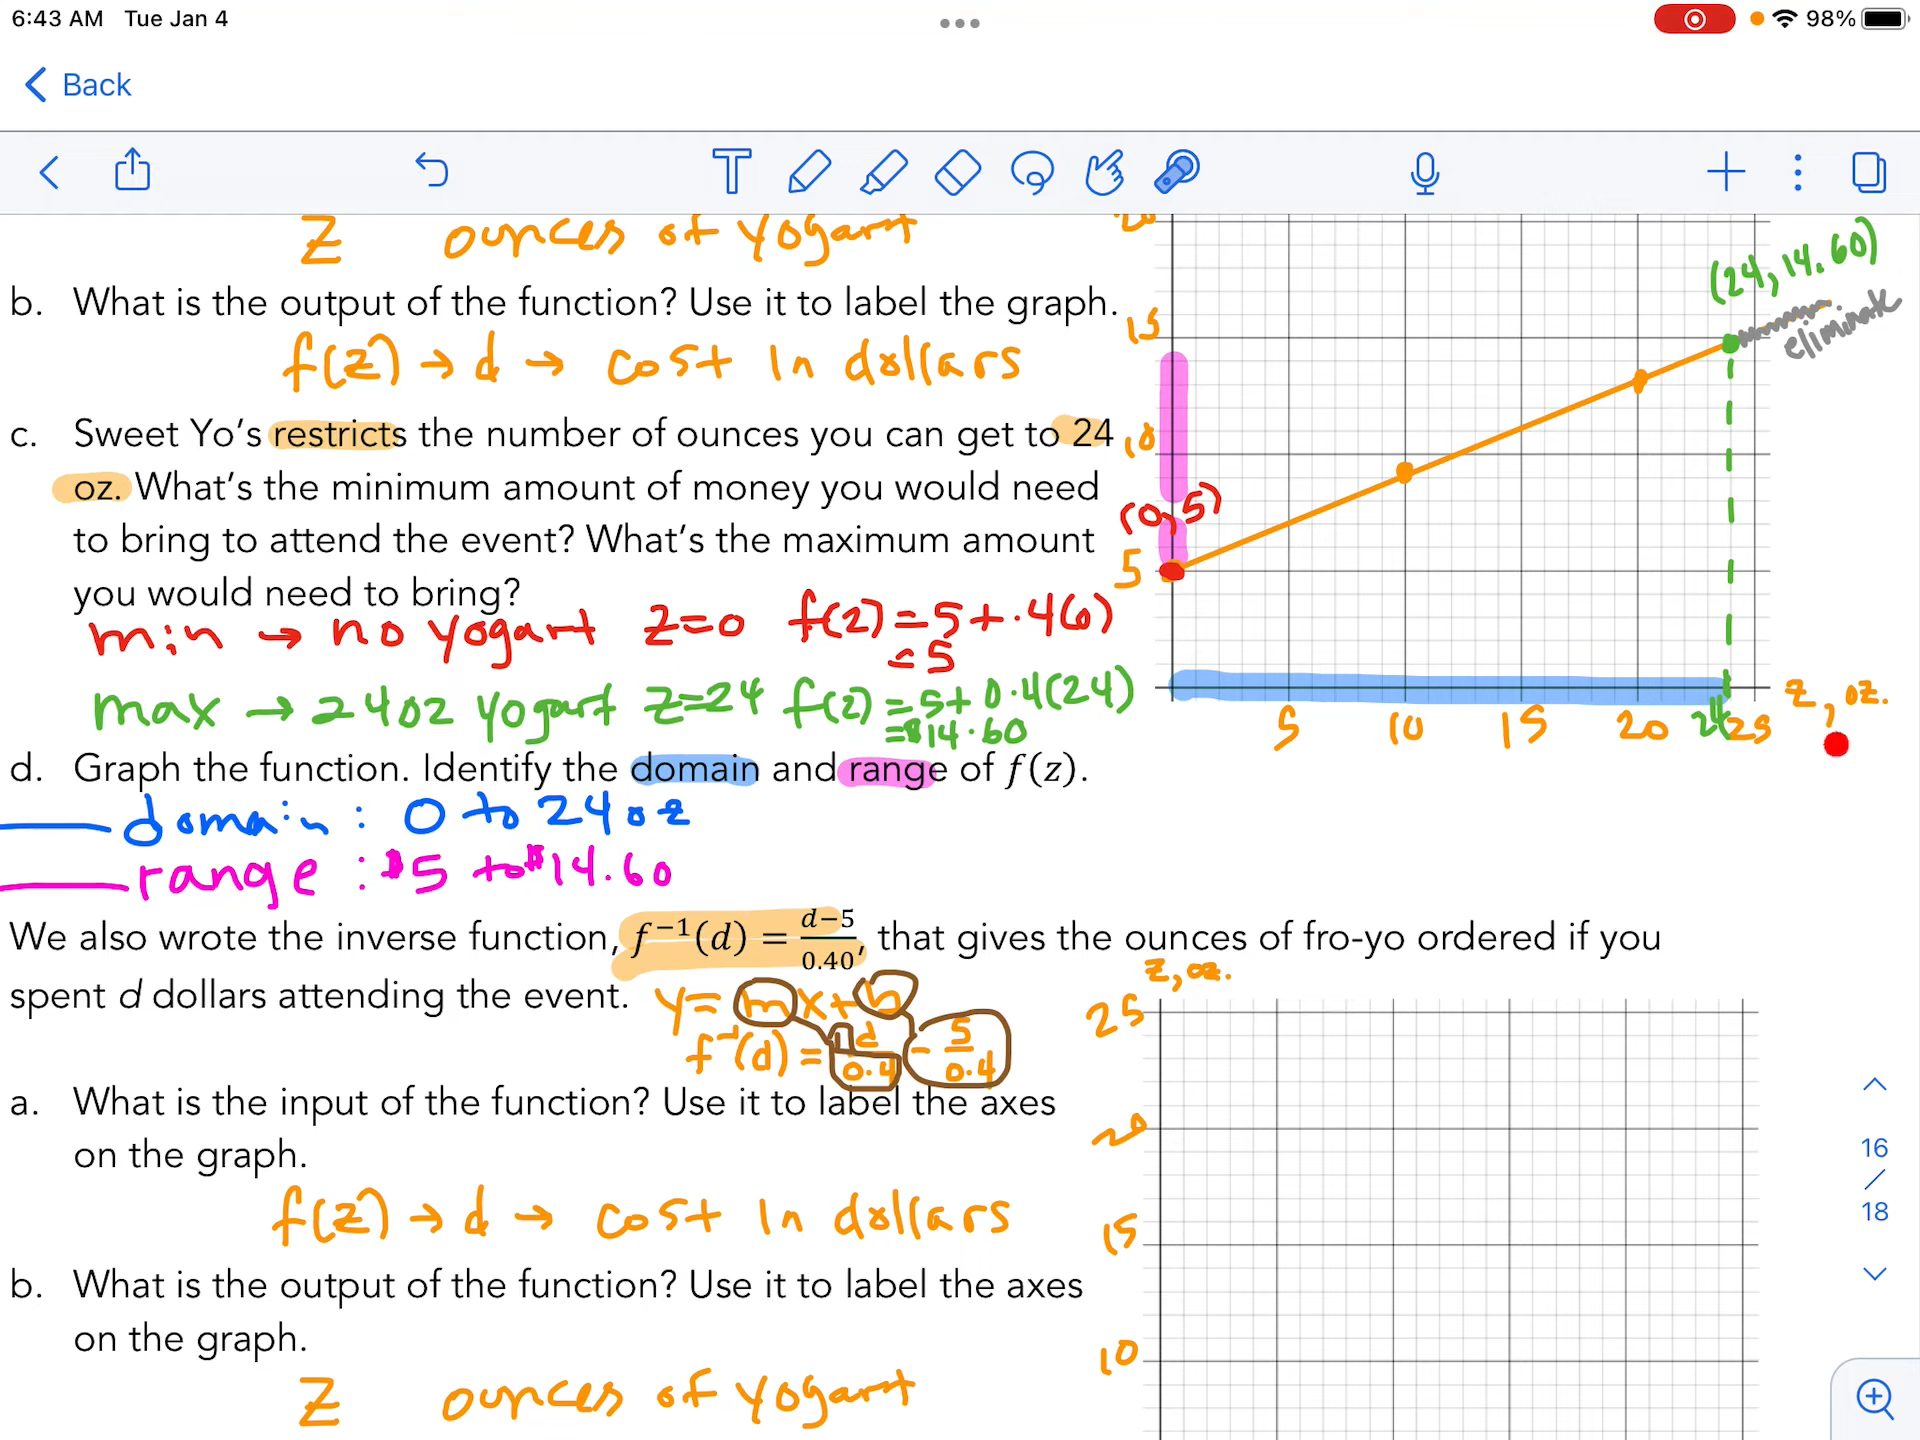 6:43 AM Tue Jan 4
98%
Back
z ounces of yogart
b. What is the output of the function? Use it to label the graph.
f(z) → d → cost in dollars
c. Sweet Yo's restricts the number of ounces you can get to 24
oz. What's the minimum amount of money you would need
to bring to attend the event? What's the maximum amount
you would need to bring?
min → no yogart z=0 f(z)=5+.4(0)
=5
max → 24oz yogart z=24 f(z)=5+0.4(24)
=$14.60
d. Graph the function. Identify the domain and range of f(z).
domain: 0 to 24 oz
range: $5 to $14.60
20
(24, 14.60)
eliminate
15
10
(0,5)
5
5 10 15 20 24 25 z, oz.
We also wrote the inverse function, f⁻¹(d) = d−5/0.40, that gives the ounces of fro-yo ordered if you
spent d dollars attending the event.
y = mx+b
f⁻¹(d) = d/0.4 - 5/0.4
a. What is the input of the function? Use it to label the axes
on the graph.
f(z) → d → cost in dollars
b. What is the output of the function? Use it to label the axes
on the graph.
z ounces of yogart
z, oz.
25
20
15
10
16
/
18